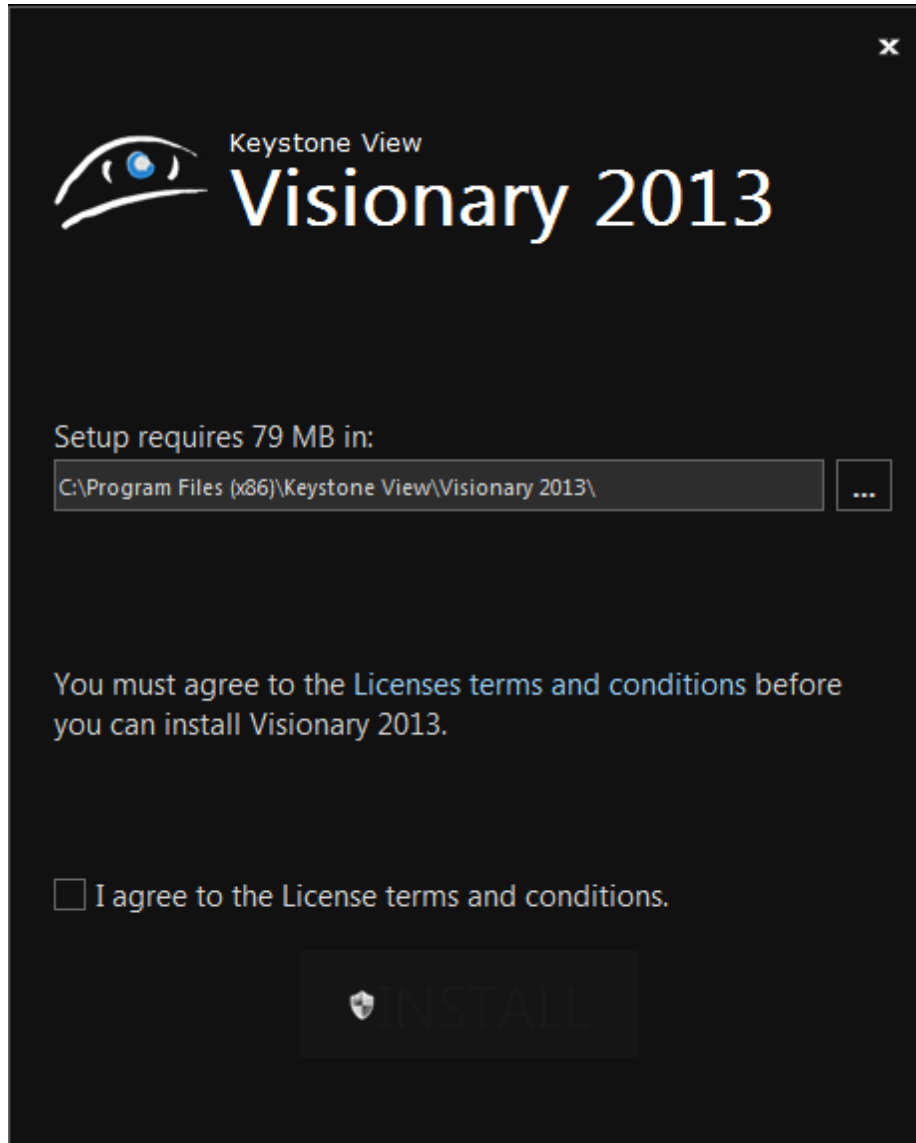 x
Keystone View
Visionary 2013
Setup requires 79 MB in:
C:\Program Files (x86)\Keystone View\Visionary 2013\
...
You must agree to the Licenses terms and conditions before
you can install Visionary 2013.
I agree to the License terms and conditions.
INSTALL